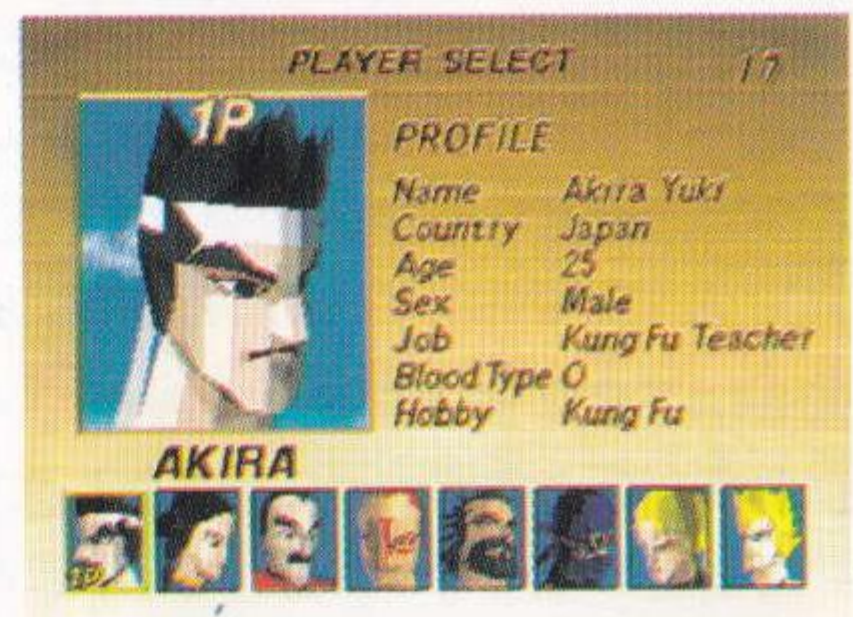 PLAYER SELECT 17
1P
PROFILE
Name Akira Yuki
Country Japan
Age 25
Sex Male
Job Kung Fu Teacher
Blood Type O
Hobby Kung Fu
AKIRA